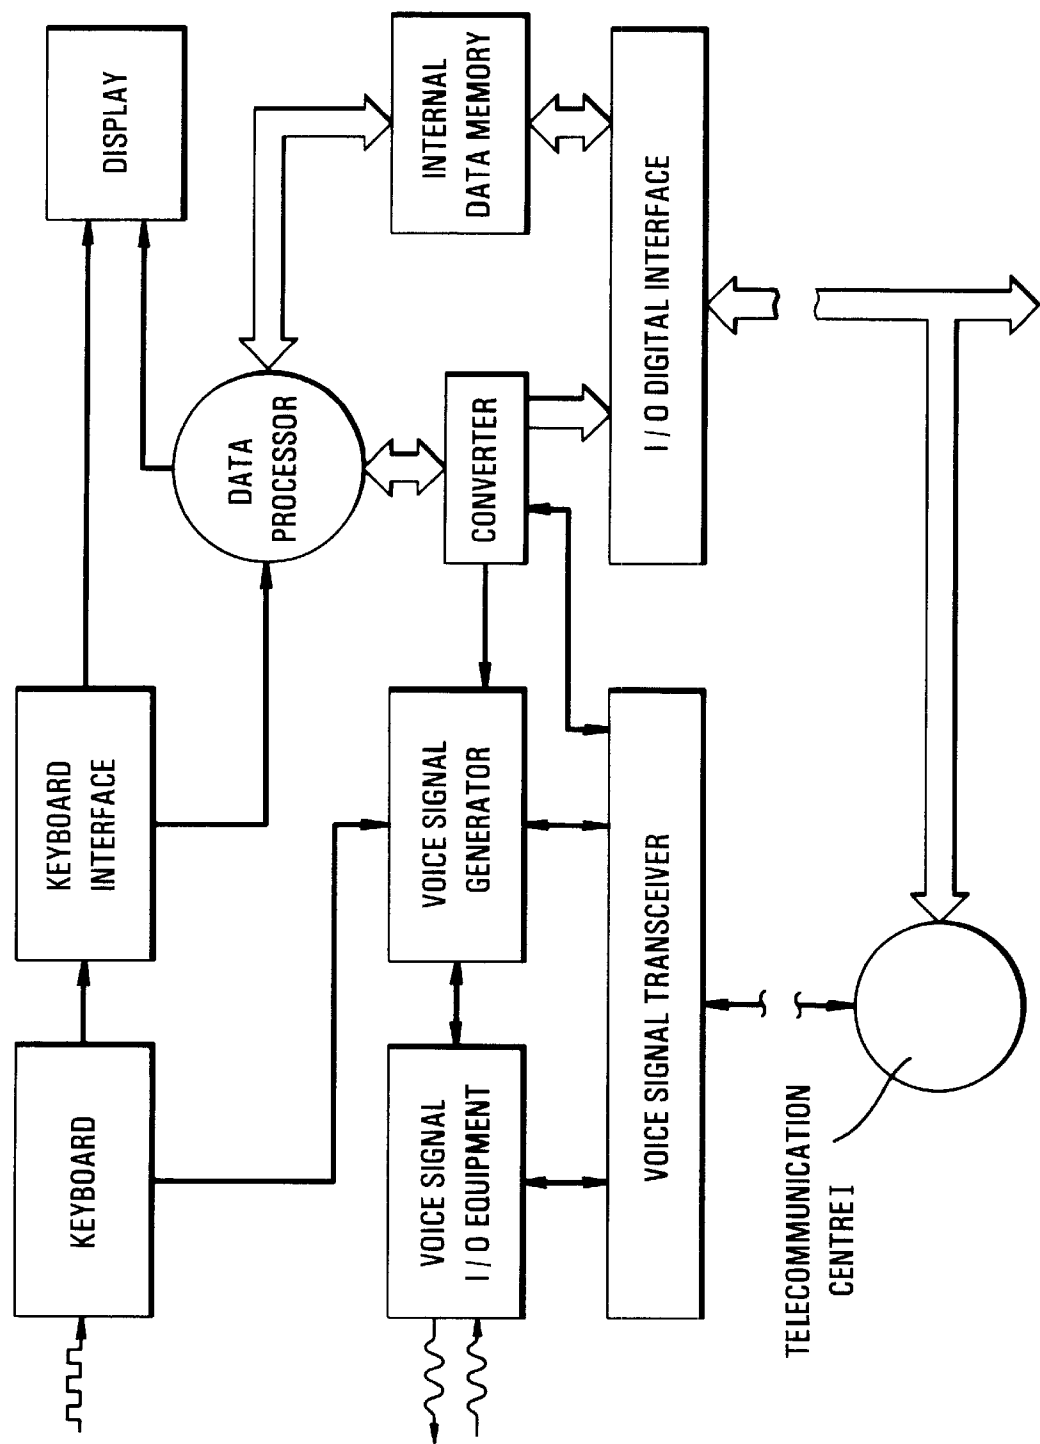 KEYBOARD
KEYBOARD
INTERFACE
DISPLAY
DATA
PROCESSOR
VOICE SIGNAL
I/O EQUIPMENT
VOICE SIGNAL
GENERATOR
CONVERTER
INTERNAL
DATA MEMORY
VOICE SIGNAL TRANSCEIVER
I/O DIGITAL INTERFACE
TELECOMMUNICATION
CENTRE I